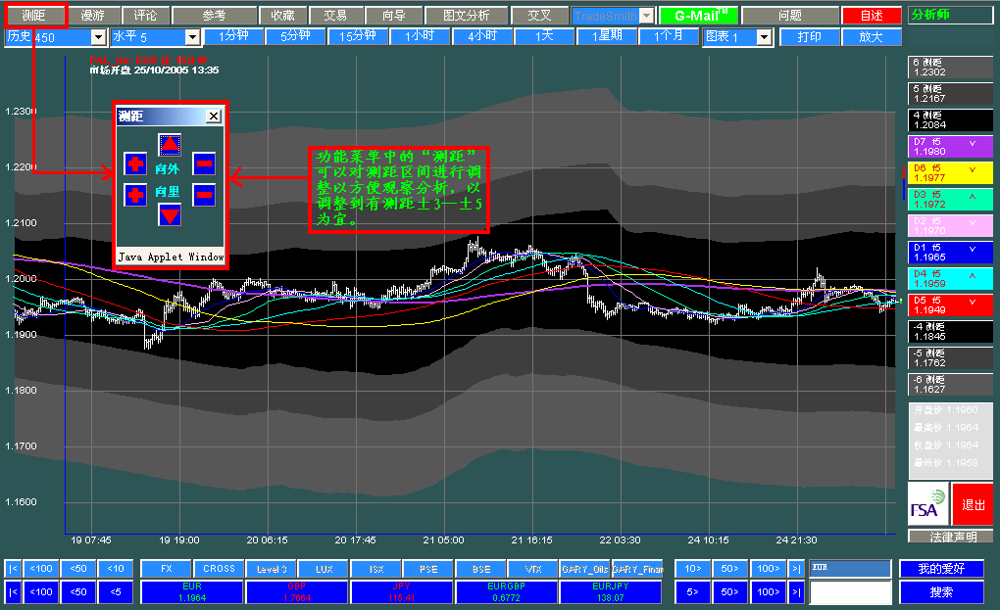 测距 漫游 评论 参考 收藏 交易 向导 图文分析 交叉 TradeSmith G-Mail™ 问题 自述 分析师
历史 450 水平 5 1分钟 5分钟 15分钟 1小时 4小时 1天 1星期 1个月 图表 1 打印 放大
市场开盘 25/10/2005 13:35
1.2300
1.2200
1.2100
1.2000
1.1900
1.1800
1.1700
1.1600
测距
向外
向里
Java Applet Window
功能菜单中的“测距”
可以对测距区间进行调
整以方便观察分析，以
调整到有测距±3—±5
为宜。
6 测距
1.2302
5 测距
1.2167
4 测距
1.2084
D7 f5
1.1980
D6 f5
1.1977
D3 f5
1.1972
D2 f5
1.1970
D1 f5
1.1965
D4 f5
1.1959
D5 f5
1.1949
-4 测距
1.1845
-5 测距
1.1762
-6 测距
1.1627
开盘价 1.1960
最高价 1.1964
收盘价 1.1964
最低价 1.1958
FSA 退出
法律声明
19 07:45 19 19:00 20 06:15 20 17:45 21 05:00 21 16:15 22 03:30 24 10:15 24 21:30
|< <100 <50 <10 FX CROSS Level 3 LUX ISX PSE BSE VIX GARY_Oils GARY_Finan 10> 50> 100> >| EUR 我的爱好
|< <100 <50 <5 EUR GBP JPY EURGBP EURJPY 5> 50> 100> >| 搜索
1.1964 1.7664 115.41 0.6772 138.07